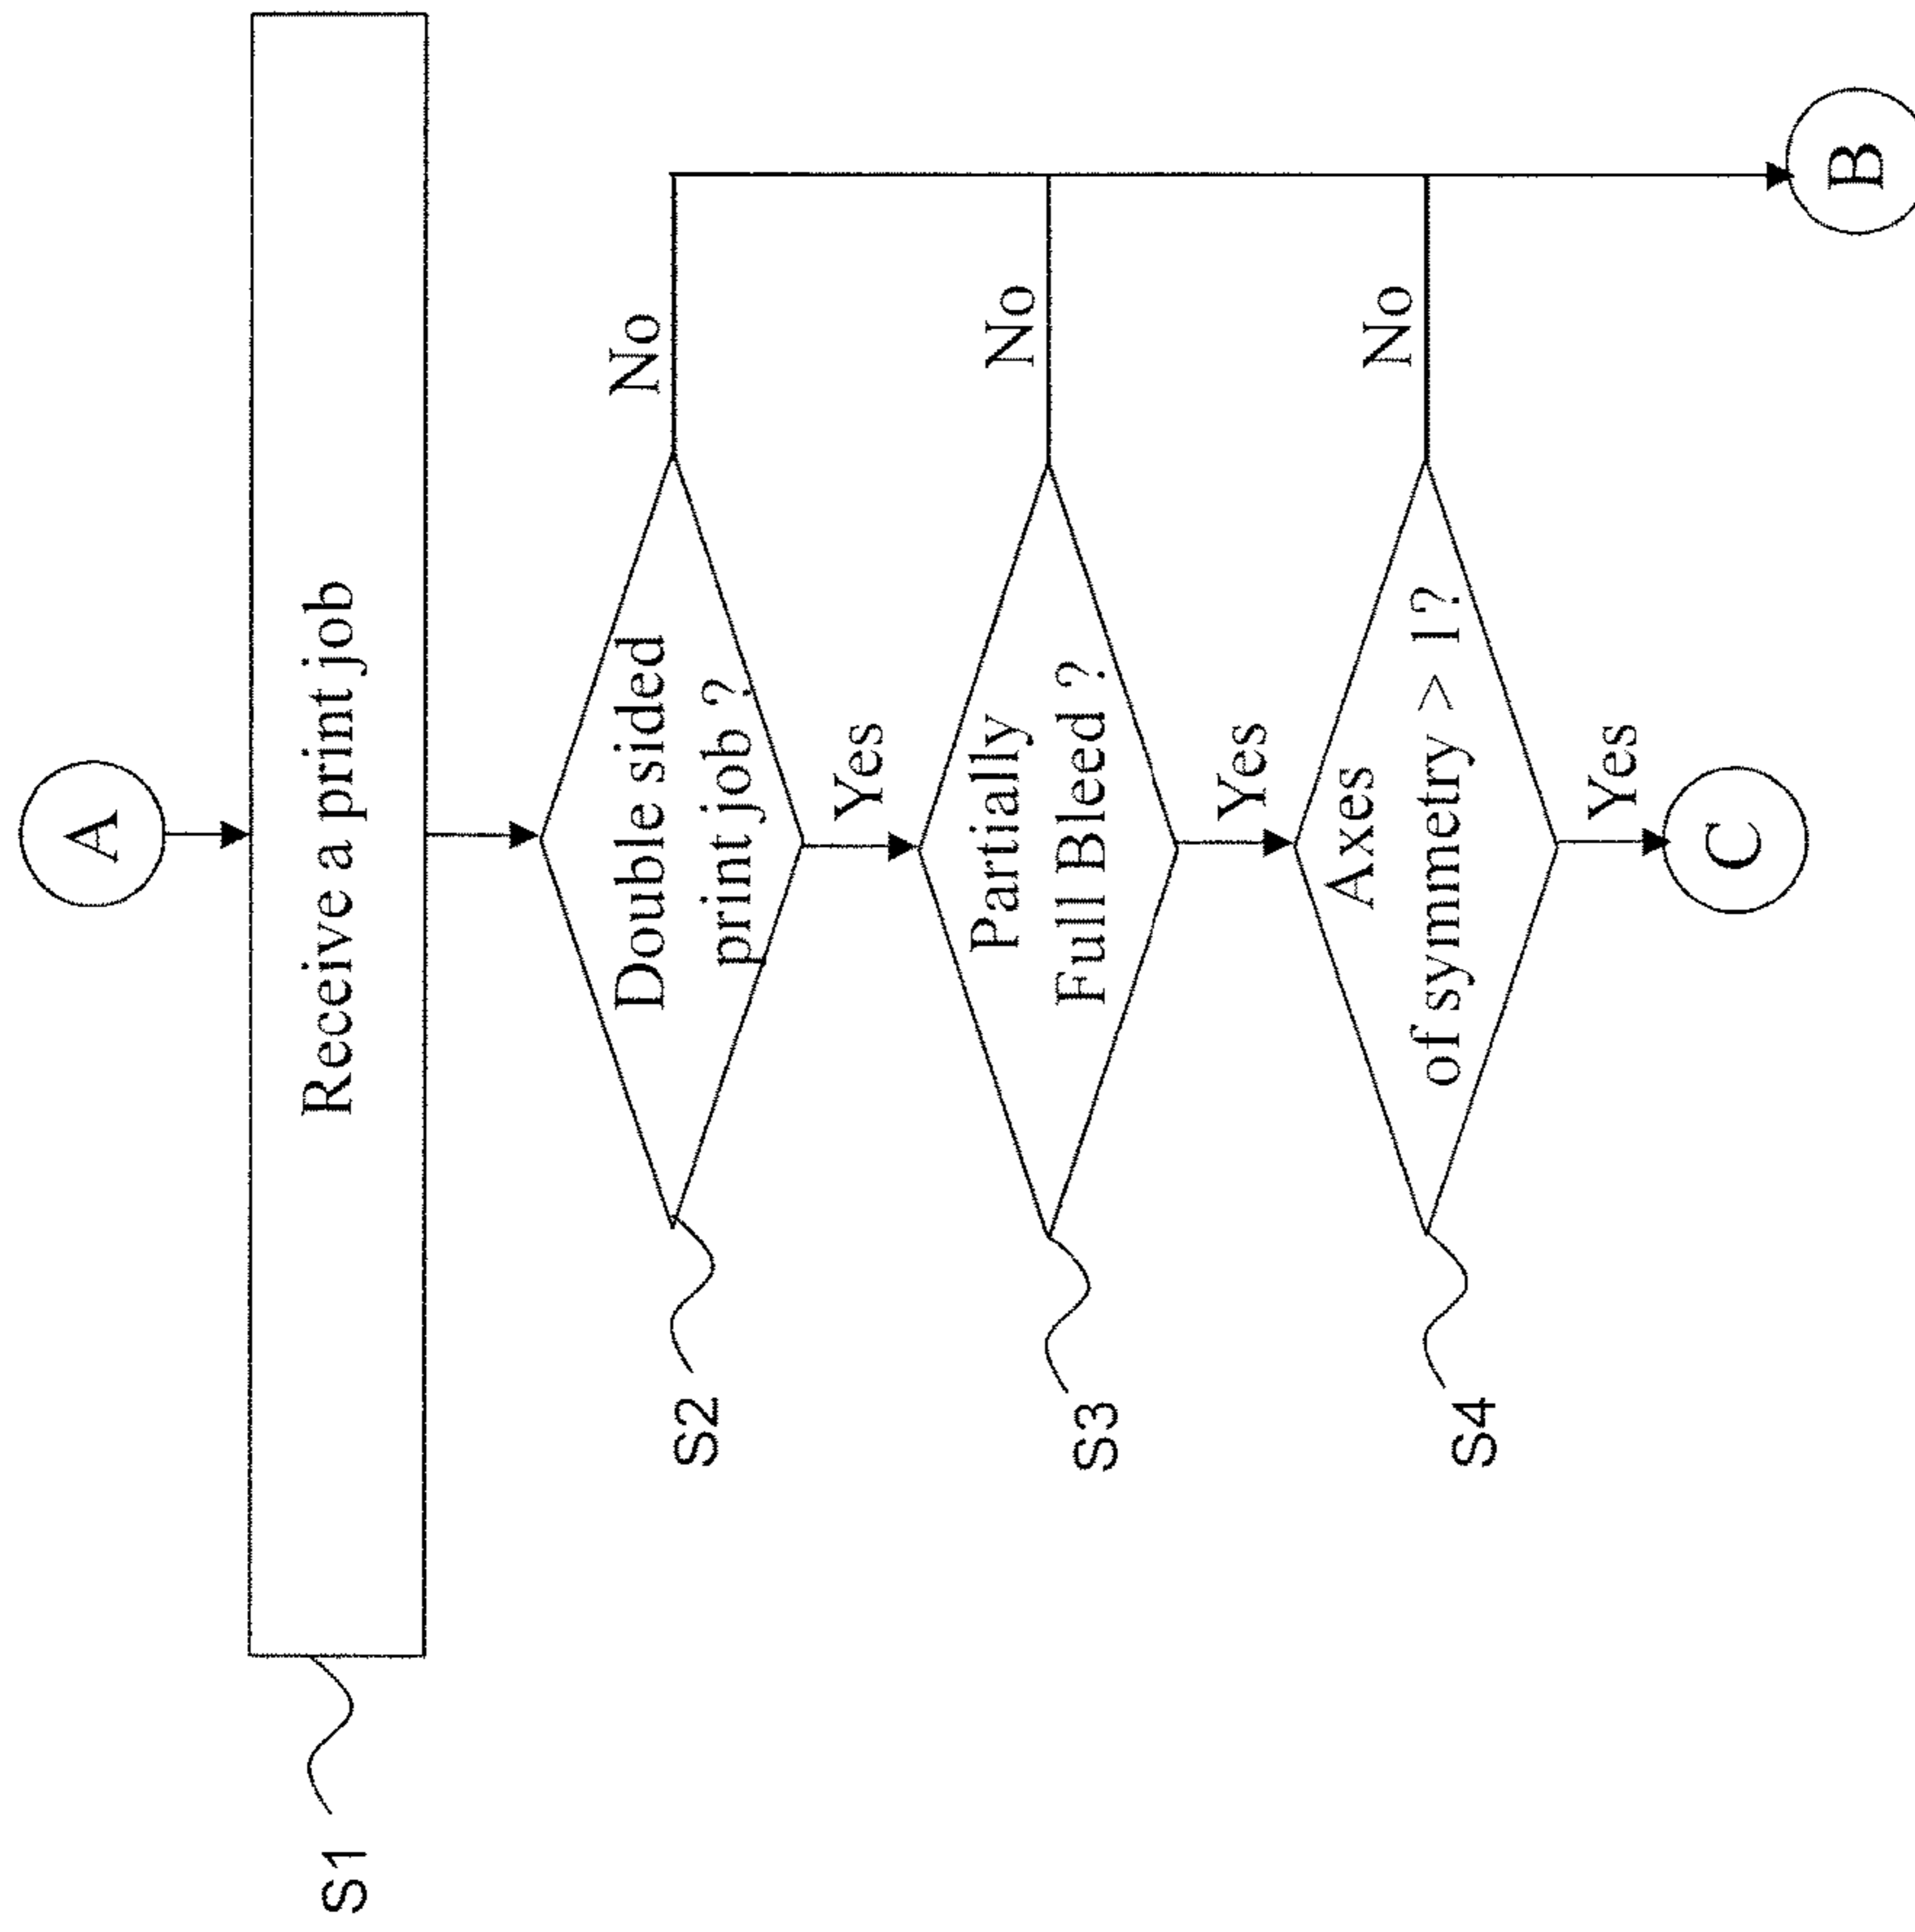 A
Receive a print job
S1
Double sided
print job ?
No
S2
Yes
Partially
Full Bleed ?
No
S3
Yes
Axes
of symmetry > 1?
No
S4
Yes
C
B